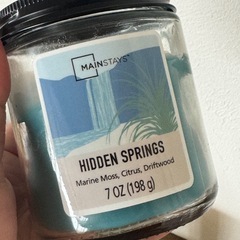 MAINSTAYS
HIDDEN SPRINGS
Marine Moss, Citrus, Driftwood
7 OZ (198 g)